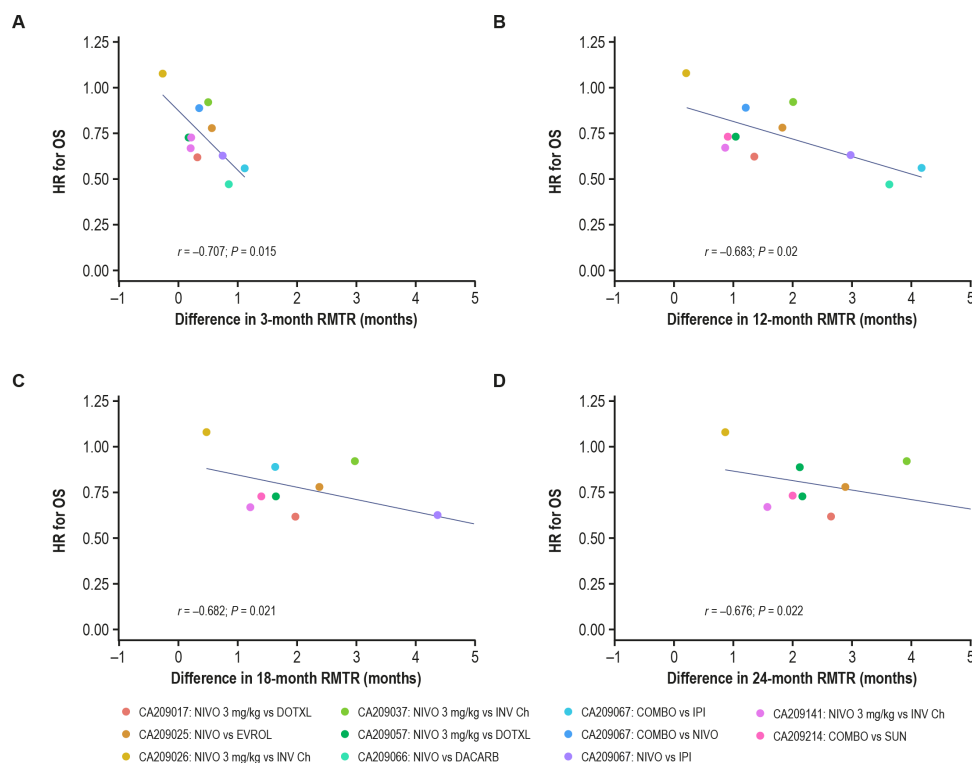 A
1.25
1.00
0.75
0.50
0.25
0.00
HR for OS
r = –0.707; P = 0.015
–1 0 1 2 3 4 5
Difference in 3-month RMTR (months)
B
1.25
1.00
0.75
0.50
0.25
0.00
HR for OS
r = –0.683; P = 0.02
–1 0 1 2 3 4 5
Difference in 12-month RMTR (months)
C
1.25
1.00
0.75
0.50
0.25
0.00
HR for OS
r = –0.682; P = 0.021
–1 0 1 2 3 4 5
Difference in 18-month RMTR (months)
D
1.25
1.00
0.75
0.50
0.25
0.00
HR for OS
r = –0.676; P = 0.022
–1 0 1 2 3 4 5
Difference in 24-month RMTR (months)
CA209017: NIVO 3 mg/kg vs DOTXL
CA209025: NIVO vs EVROL
CA209026: NIVO 3 mg/kg vs INV Ch
CA209037: NIVO 3 mg/kg vs INV Ch
CA209057: NIVO 3 mg/kg vs DOTXL
CA209066: NIVO vs DACARB
CA209067: COMBO vs IPI
CA209067: COMBO vs NIVO
CA209067: NIVO vs IPI
CA209141: NIVO 3 mg/kg vs INV Ch
CA209214: COMBO vs SUN